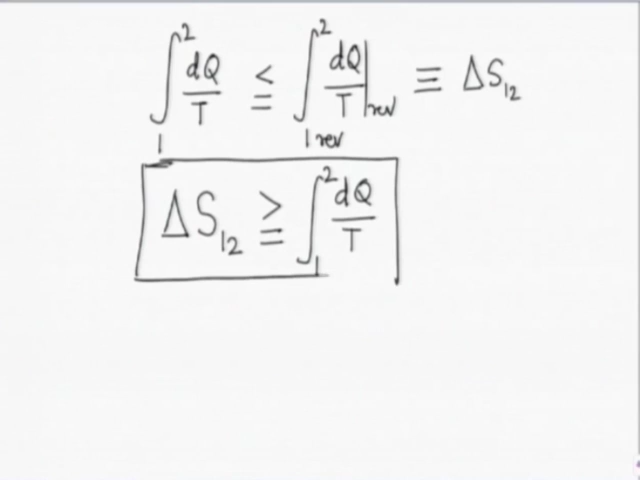 ∫₁² dQ/T ≦ ∫₁ rev² dQ/T|rev ≡ ΔS₁₂
ΔS₁₂ ≧ ∫₁² dQ/T